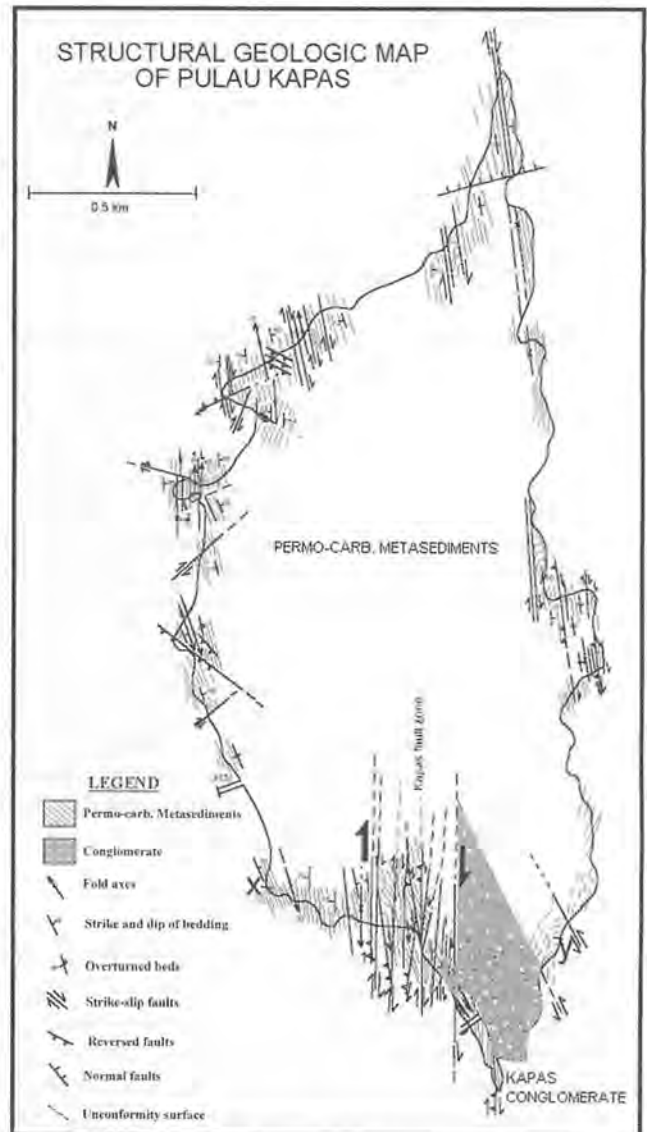 STRUCTURAL GEOLOGIC MAP
OF PULAU KAPAS
N
0.5 km
PERMO-CARB. METASEDIMENTS
Kapas fault zone
LEGEND
Permo-carb. Metasediments
Conglomerate
Fold axes
Strike and dip of bedding
Overturned beds
Strike-slip faults
Reversed faults
Normal faults
Unconformity surface
X
Y
KAPAS
CONGLOMERATE